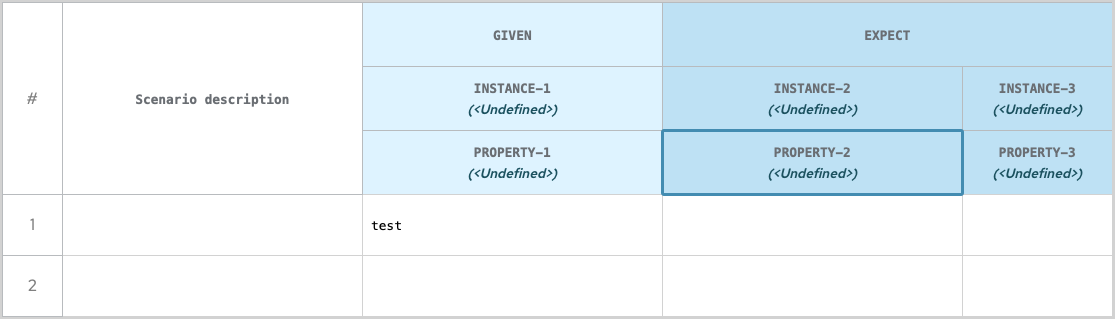 #
Scenario description
GIVEN
EXPECT
INSTANCE-1
(<Undefined>)
INSTANCE-2
(<Undefined>)
INSTANCE-3
(<Undefined>)
PROPERTY-1
(<Undefined>)
PROPERTY-2
(<Undefined>)
PROPERTY-3
(<Undefined>)
1
test
2